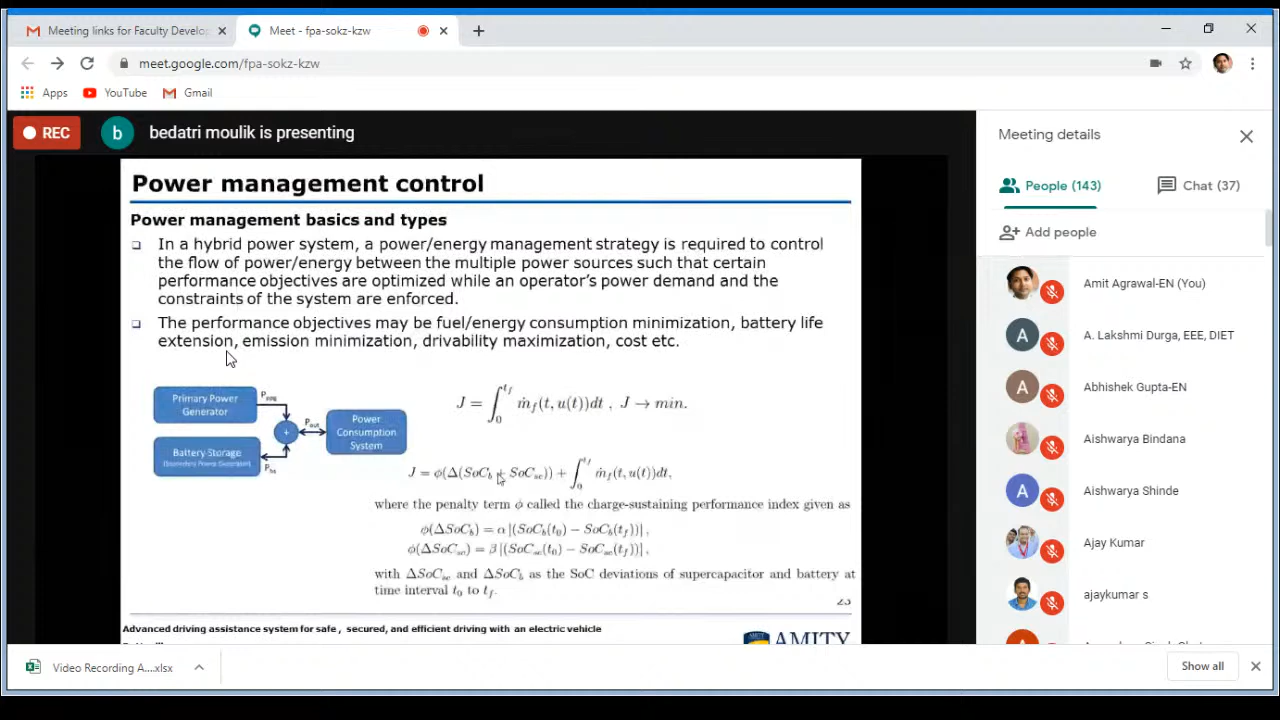 Meeting links for Faculty Develop
Meet - fpa-sokz-kzw
meet.google.com/fpa-sokz-kzw
Apps
YouTube
Gmail
REC
b
bedatri moulik is presenting
Power management control
Power management basics and types
In a hybrid power system, a power/energy management strategy is required to control
the flow of power/energy between the multiple power sources such that certain
performance objectives are optimized while an operator's power demand and the
constraints of the system are enforced.
The performance objectives may be fuel/energy consumption minimization, battery life
extension, emission minimization, drivability maximization, cost etc.
Primary Power
Generator
Battery Storage
+
Power
Consumption
System
P_out
J = ∫_0^{t_f} ṁ_f(t, u(t))dt , J → min.
J = φ(Δ(SoC_b + SoC_sc)) + ∫_0^{t_f} ṁ_f(t, u(t))dt,
where the penalty term φ called the charge-sustaining performance index given as
φ(ΔSoC_b) = α |(SoC_b(t_0) − SoC_b(t_f))| ,
φ(ΔSoC_sc) = β |(SoC_sc(t_0) − SoC_sc(t_f))| ,
with ΔSoC_sc and ΔSoC_b as the SoC deviations of supercapacitor and battery at
time interval t_0 to t_f.
Advanced driving assistance system for safe , secured, and efficient driving with an electric vehicle
AMITY
Meeting details
People (143)
Chat (37)
Add people
Amit Agrawal-EN (You)
A
A. Lakshmi Durga, EEE, DIET
A
Abhishek Gupta-EN
Aishwarya Bindana
A
Aishwarya Shinde
Ajay Kumar
ajaykumar s
Video Recording A....xlsx
Show all